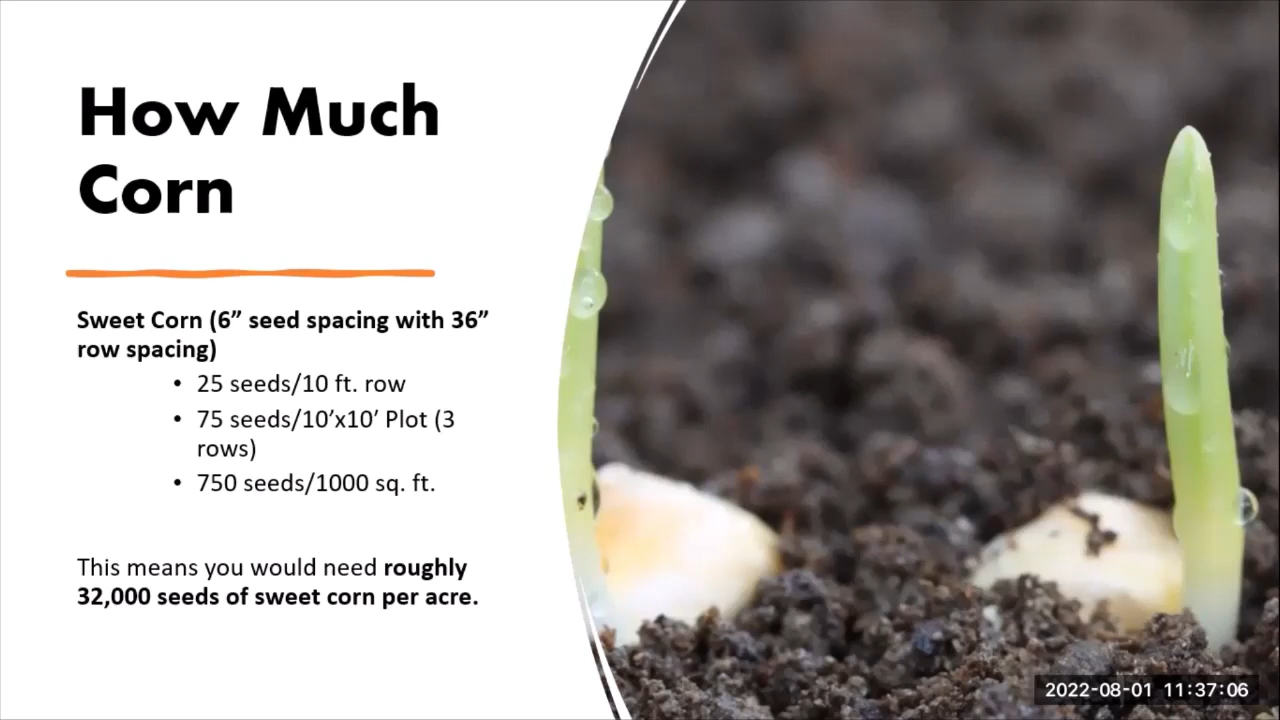 How Much
Corn
Sweet Corn (6” seed spacing with 36”
row spacing)
• 25 seeds/10 ft. row
• 75 seeds/10’x10’ Plot (3
rows)
• 750 seeds/1000 sq. ft.
This means you would need roughly
32,000 seeds of sweet corn per acre.
2022-08-01 11:37:06